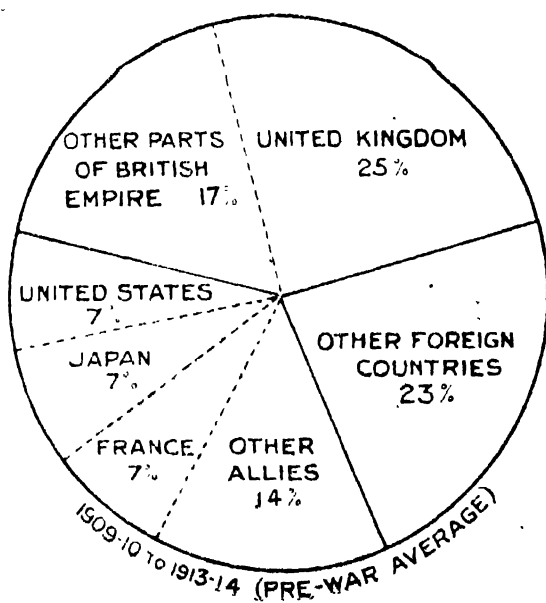 OTHER PARTS
OF BRITISH
EMPIRE 17%
UNITED KINGDOM
25%
UNITED STATES
7%
JAPAN
7%
FRANCE
7%
OTHER
ALLIES
14%
OTHER FOREIGN
COUNTRIES
23%
1909-10 TO 1913-14 (PRE-WAR AVERAGE)